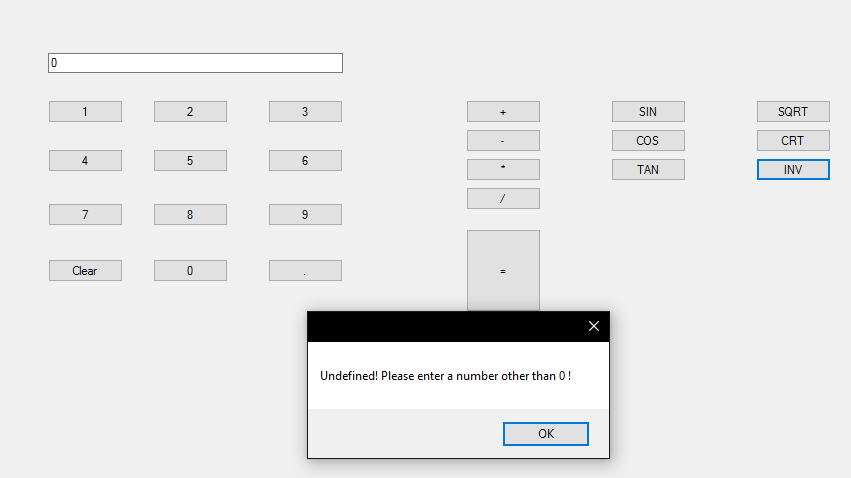 0
1 2 3 + SIN SQRT
- COS CRT
4 5 6 * TAN INV
/
7 8 9
Clear 0 . =
Undefined! Please enter a number other than 0 !
OK